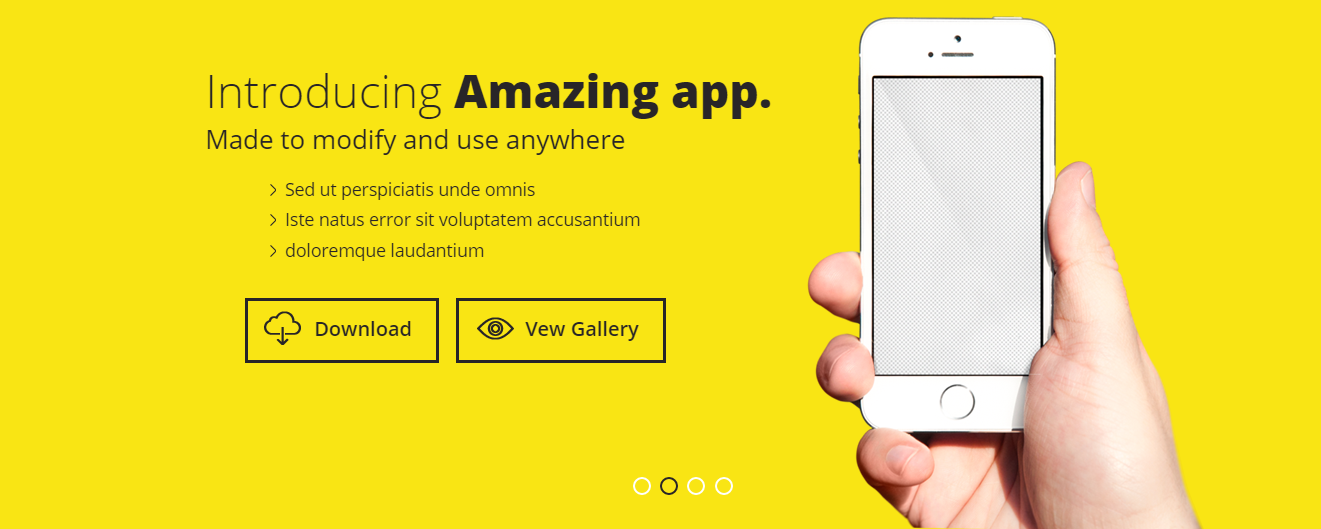 Introducing Amazing app.
Made to modify and use anywhere
Sed ut perspiciatis unde omnis
Iste natus error sit voluptatem accusantium
doloremque laudantium
Download
Vew Gallery